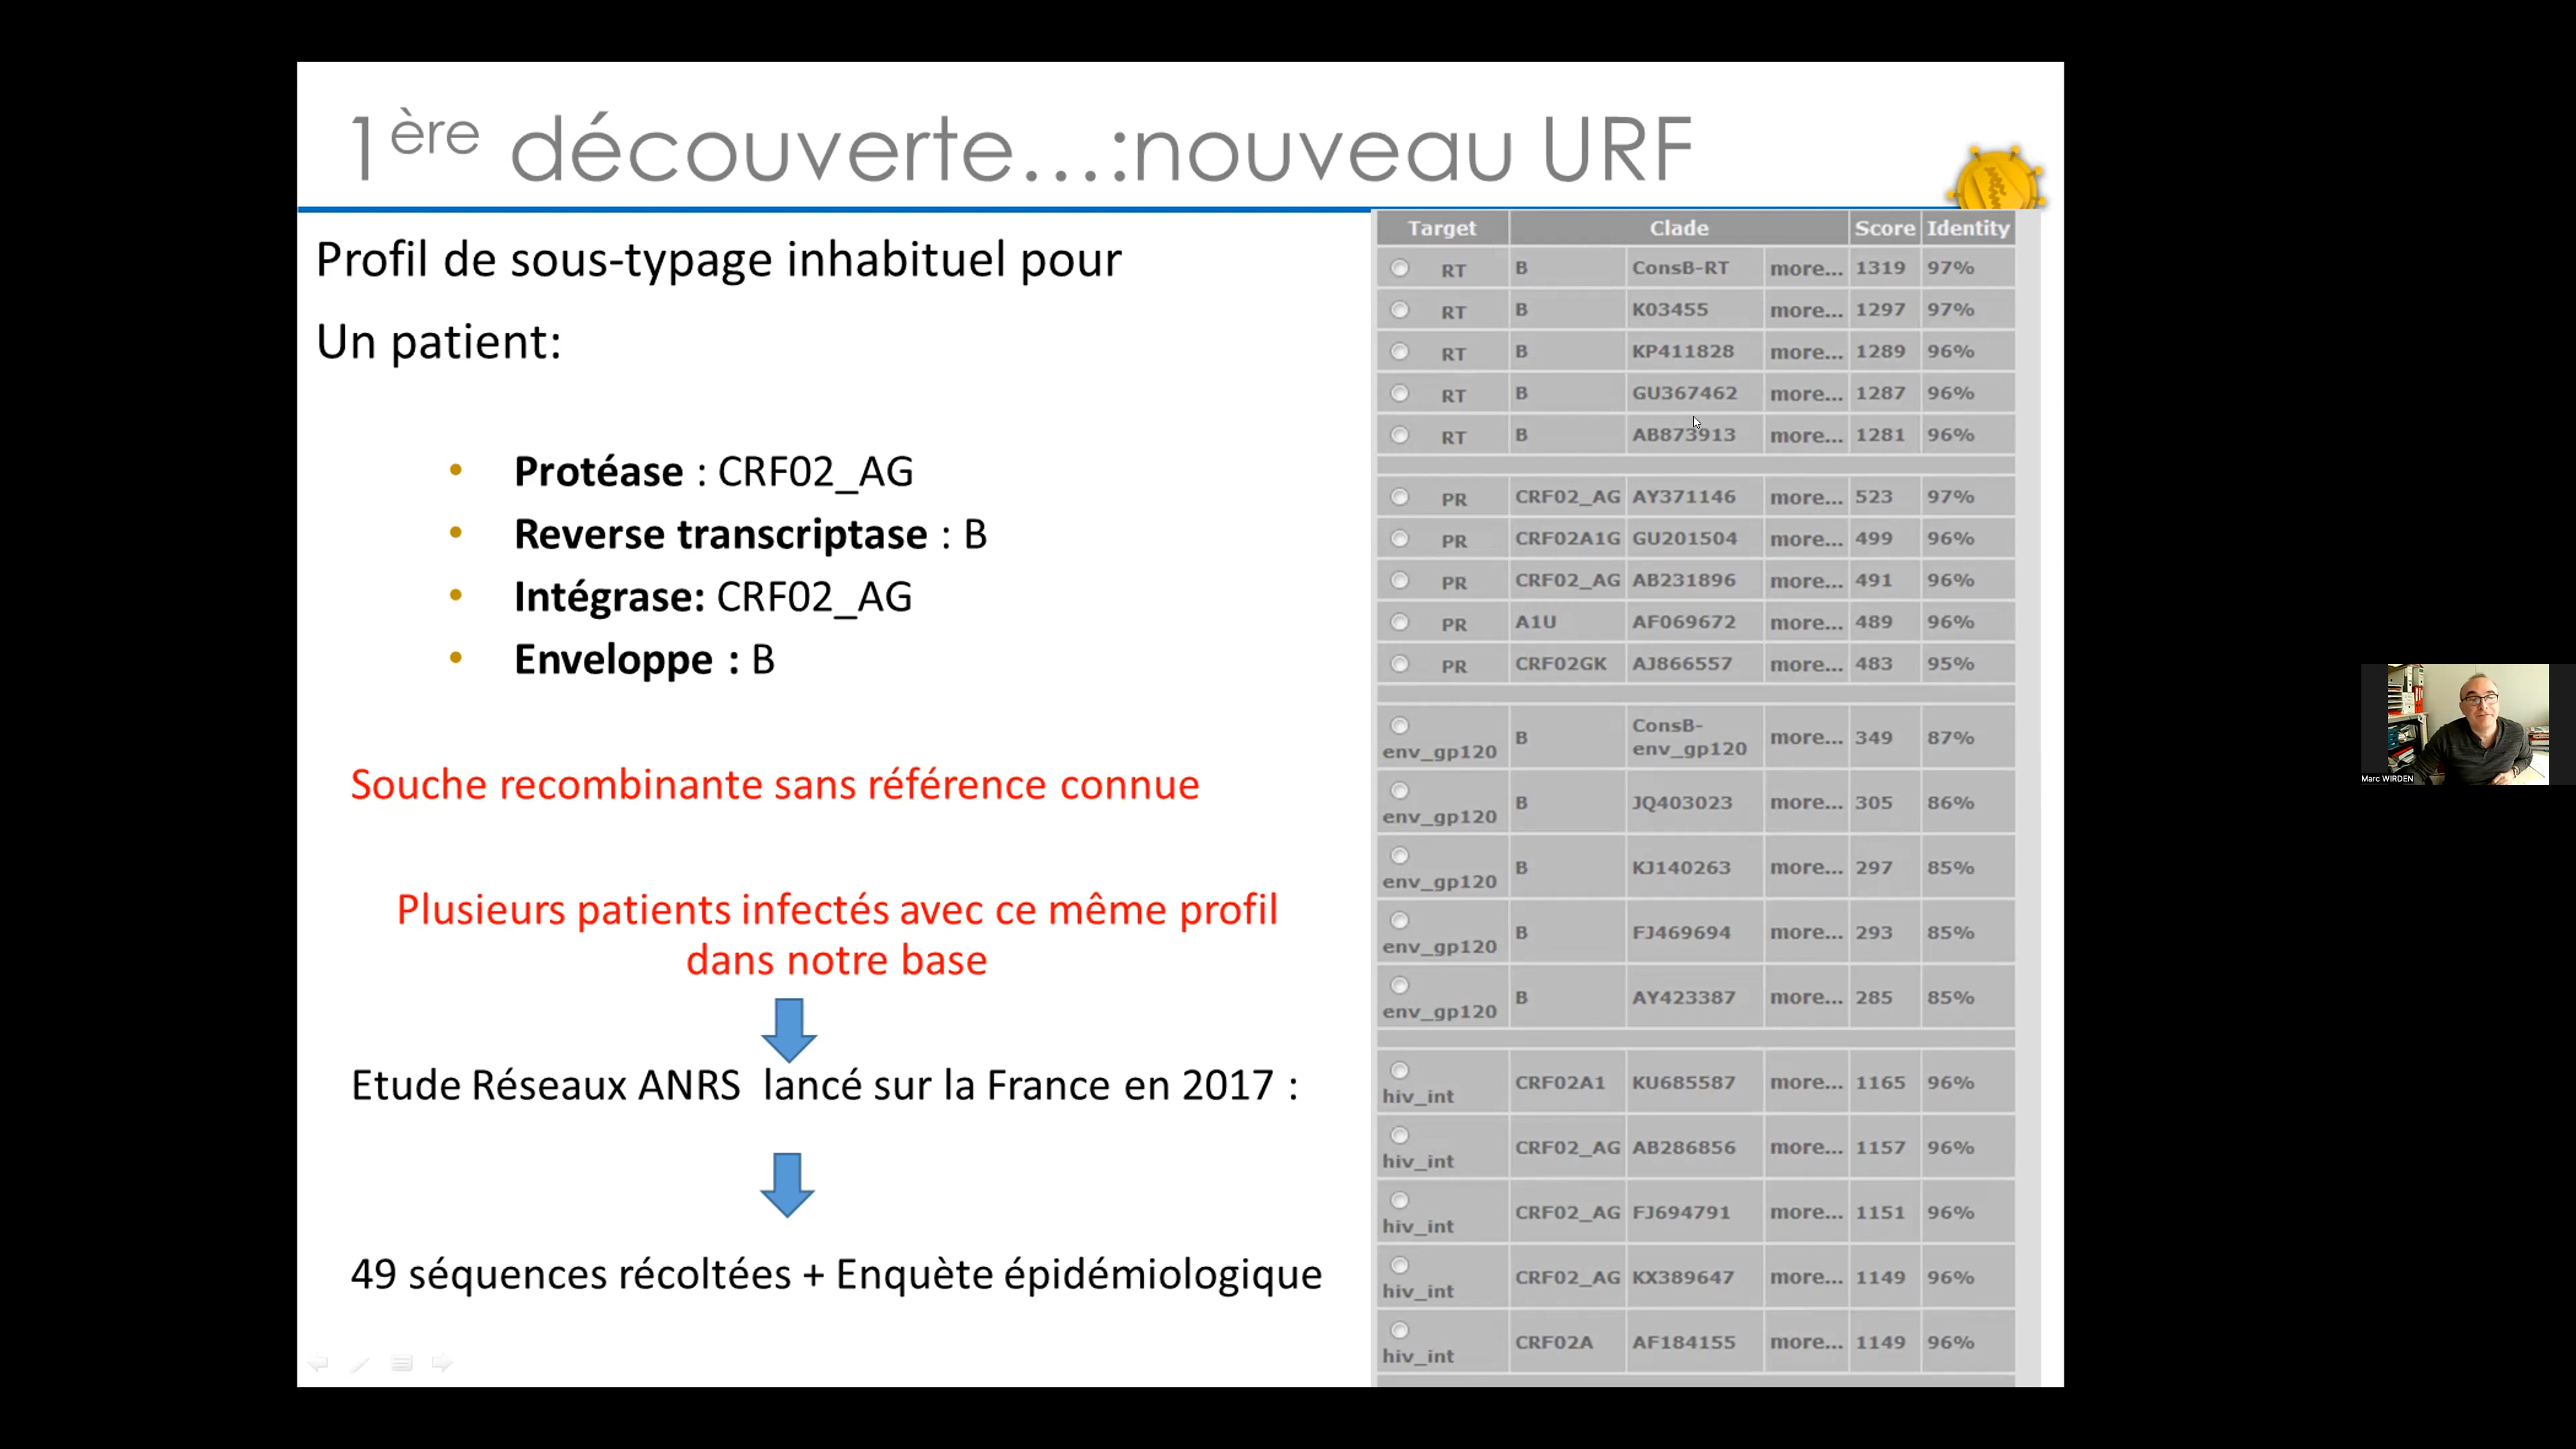 1ère découverte...:nouveau URF
Profil de sous-typage inhabituel pour
Un patient:
• Protéase : CRF02_AG
• Reverse transcriptase : B
• Intégrase: CRF02_AG
• Enveloppe : B
Souche recombinante sans référence connue
Plusieurs patients infectés avec ce même profil
dans notre base
Etude Réseaux ANRS lancé sur la France en 2017 :
49 séquences récoltées + Enquète épidémiologique
Target Clade Score Identity
RT B ConsB-RT more... 1319 97%
RT B K03455 more... 1297 97%
RT B KP411828 more... 1289 96%
RT B GU367462 more... 1287 96%
RT B AB873913 more... 1281 96%
PR CRF02_AG AY371146 more... 523 97%
PR CRF02A1G GU201504 more... 499 96%
PR CRF02_AG AB231896 more... 491 96%
PR A1U AF069672 more... 489 96%
PR CRF02GK AJ866557 more... 483 95%
env_gp120 B ConsB-
env_gp120 more... 349 87%
env_gp120 B JQ403023 more... 305 86%
env_gp120 B KJ140263 more... 297 85%
env_gp120 B FJ469694 more... 293 85%
env_gp120 B AY423387 more... 285 85%
hiv_int CRF02A1 KU685587 more... 1165 96%
hiv_int CRF02_AG AB286856 more... 1157 96%
hiv_int CRF02_AG FJ694791 more... 1151 96%
hiv_int CRF02_AG KX389647 more... 1149 96%
hiv_int CRF02A AF184155 more... 1149 96%
Marc WIRDEN